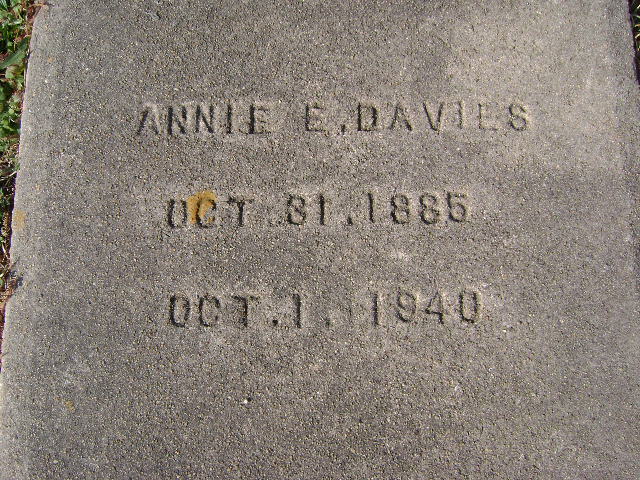 ANNIE E. DAVIES
OCT. 31. 1885
OCT. 1. 1940